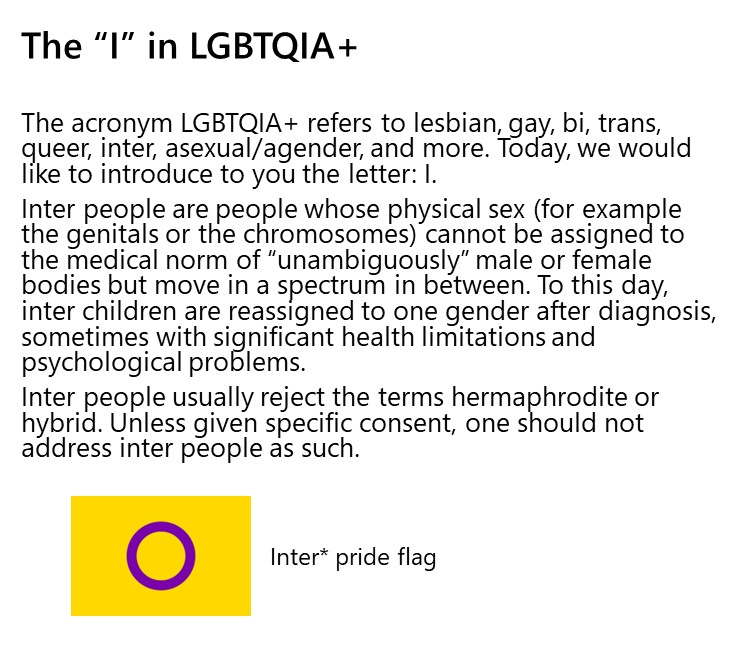 The “I” in LGBTQIA+
The acronym LGBTQIA+ refers to lesbian, gay, bi, trans,
queer, inter, asexual/agender, and more. Today, we would
like to introduce to you the letter: I.
Inter people are people whose physical sex (for example
the genitals or the chromosomes) cannot be assigned to
the medical norm of “unambiguously” male or female
bodies but move in a spectrum in between. To this day,
inter children are reassigned to one gender after diagnosis,
sometimes with significant health limitations and
psychological problems.
Inter people usually reject the terms hermaphrodite or
hybrid. Unless given specific consent, one should not
address inter people as such.
Inter* pride flag